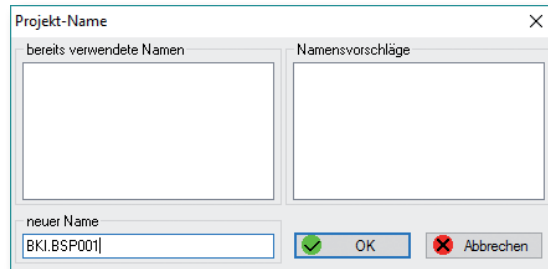 Projekt-Name
bereits verwendete Namen
Namensvorschläge
neuer Name
BKI.BSP001
OK
Abbrechen